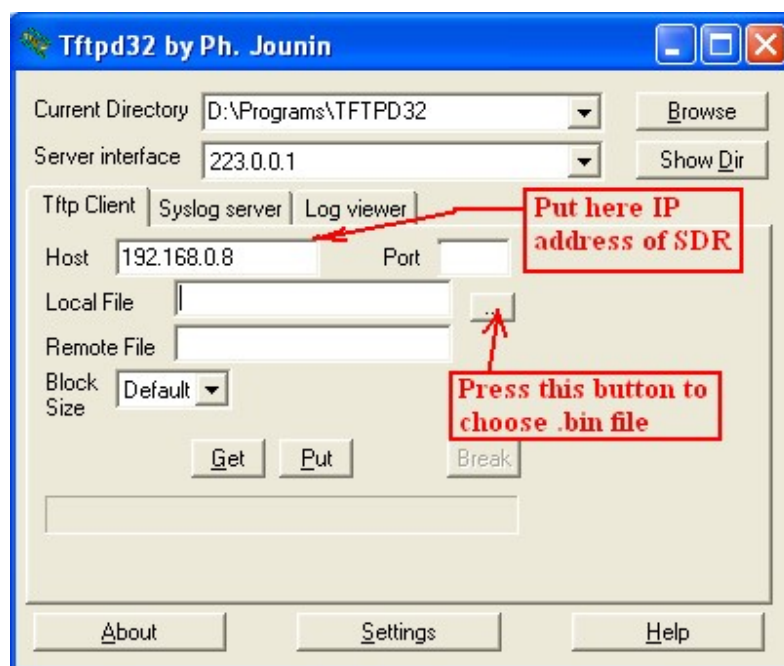 Tftpd32 by Ph. Jounin
Current Directory D:\Programs\TFTPD32 Browse
Server interface 223.0.0.1 Show Dir
Tftp Client Syslog server Log viewer
Put here IP
address of SDR
Host 192.168.0.8 Port
Local File ...
Remote File
Block
Size Default
Press this button to
choose .bin file
Get Put Break
About Settings Help